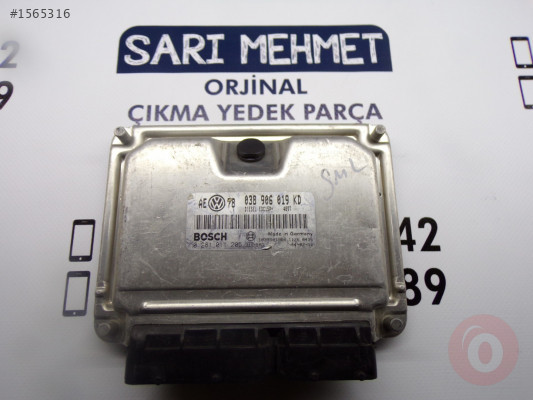 #1565316
SARI MEHMET
ORJİNAL
ÇIKMA YEDEK PARÇA
SML
AE 98 038 906 019 KD
BOSCH
Made in Germany
42
89